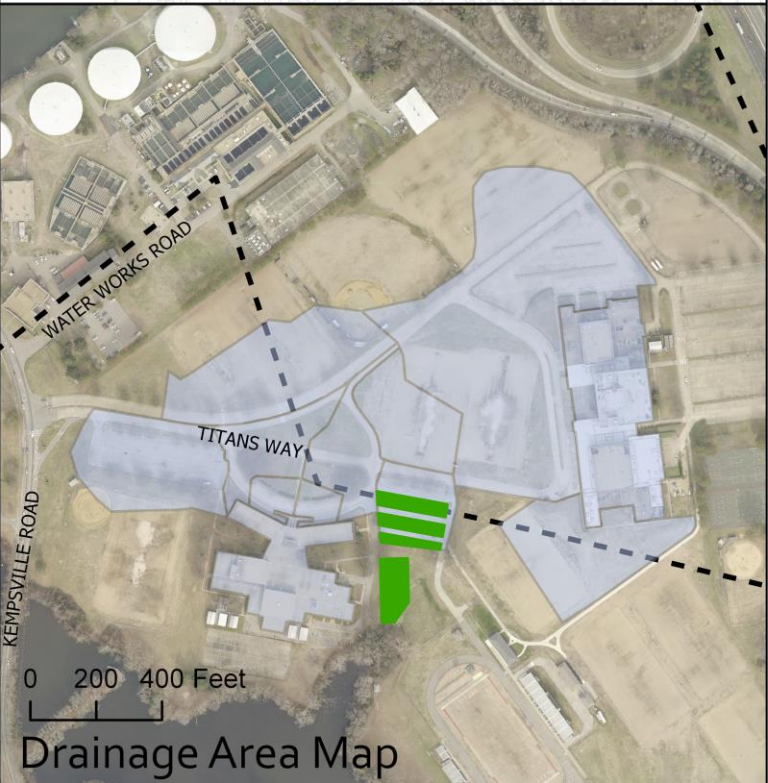 WATER WORKS ROAD
TITANS WAY
KEMPSVILLE ROAD
0 200 400 Feet
Drainage Area Map